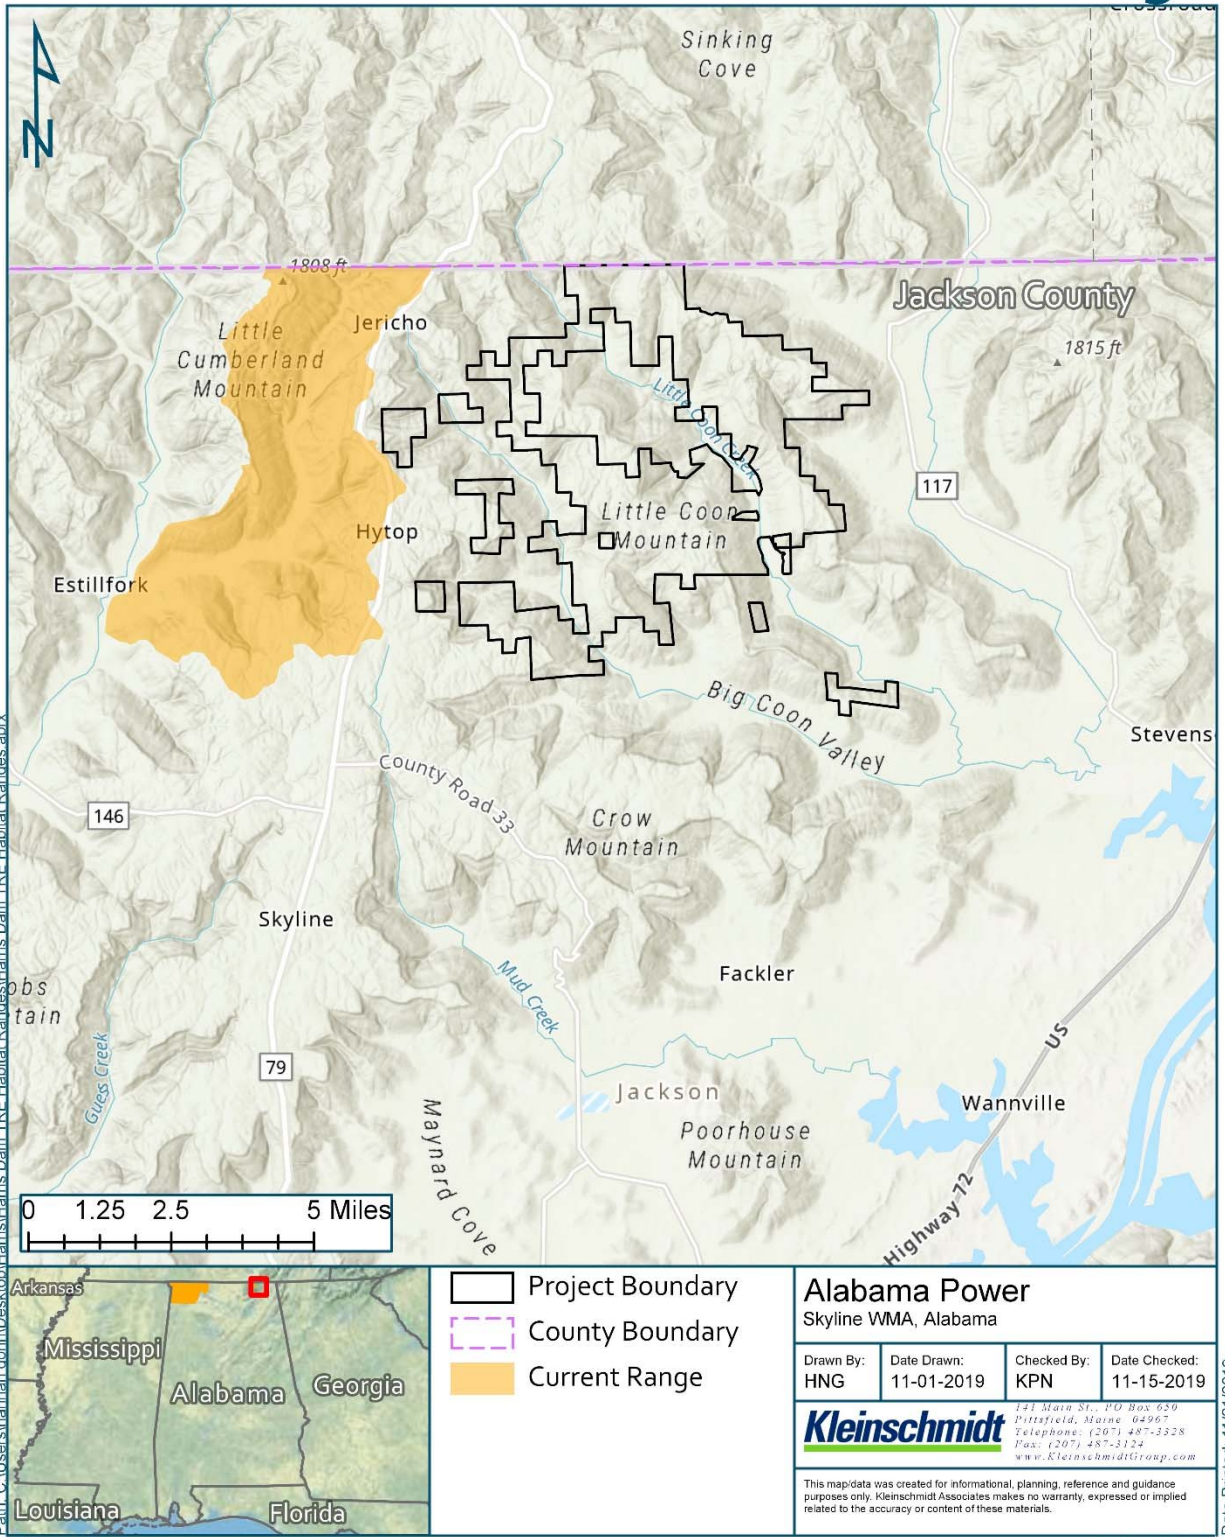 Sinking
Cove
N
1808 ft
Jackson County
Little
Cumberland
Mountain
Jericho
1815 ft
Little Coon Creek
117
Little Coon
Mountain
Hytop
Estillfork
Big Coon Valley
Stevens
County Road 33
146
Crow
Mountain
Skyline
Fackler
Mud Creek
obs
tain
US
79
Guess Creek
Jackson
Wannville
Maynard Cove
Poorhouse
Mountain
Highway 72
0 1.25 2.5 5 Miles
Arkansas
Mississippi
Alabama
Georgia
Louisiana
Florida
Project Boundary
County Boundary
Current Range
Alabama Power
Skyline WMA, Alabama
Drawn By:
HNG
Date Drawn:
11-01-2019
Checked By:
KPN
Date Checked:
11-15-2019
Kleinschmidt
141 Main St., PO Box 650
Pittsfield, Maine 04967
Telephone: (207) 487-3328
Fax: (207) 487-3124
www.KleinschmidtGroup.com
This map/data was created for informational, planning, reference and guidance
purposes only. Kleinschmidt Associates makes no warranty, expressed or implied
related to the accuracy or content of these materials.